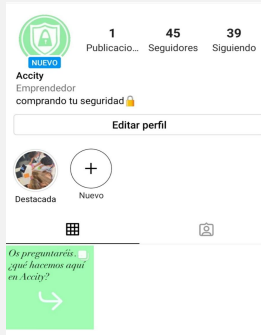 1 45 39
Publicacio... Seguidores Siguiendo
NUEVO
Accity
Emprendedor
comprando tu seguridad🔒
Editar perfil
Destacada Nuevo
Os preguntaréis..
¿qué hacemos aquí
en Accity?